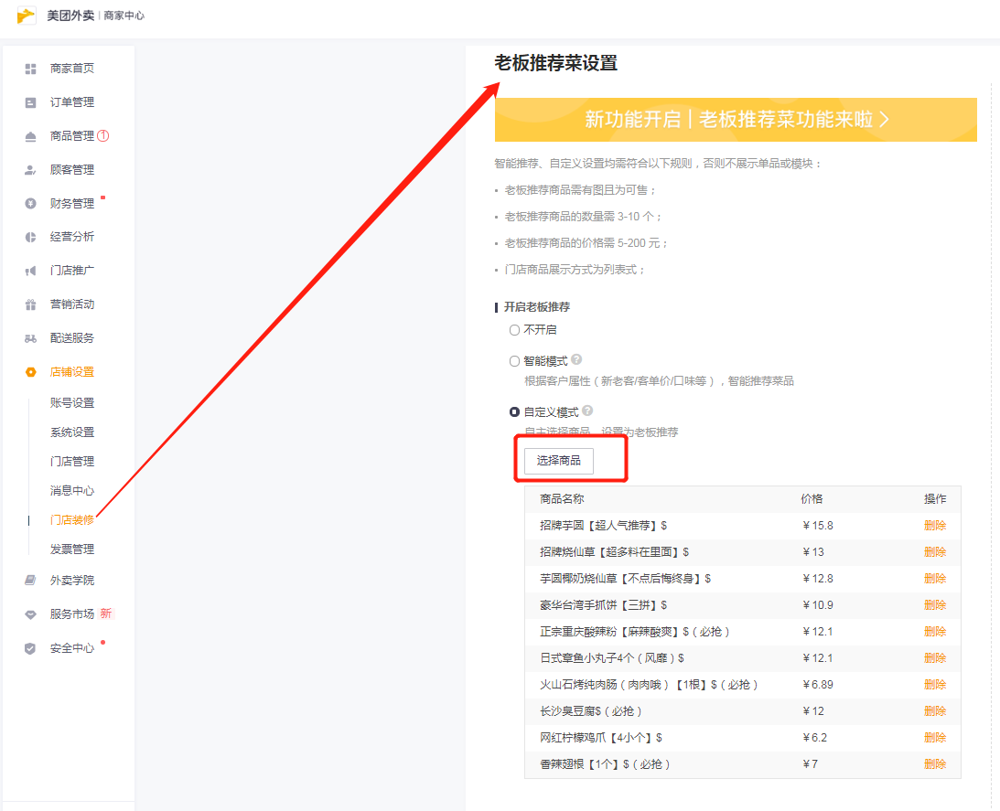 美团外卖 | 商家中心
商家首页
订单管理
商品管理 1
顾客管理
财务管理
经营分析
门店推广
营销活动
配送服务
店铺设置
账号设置
系统设置
门店管理
消息中心
门店装修
发票管理
外卖学院
服务市场 新
安全中心
老板推荐菜设置
新功能开启 | 老板推荐菜功能来啦 >
智能推荐、自定义设置均需符合以下规则，否则不展示单品或模块：
• 老板推荐商品需有图且为可售；
• 老板推荐商品的数量需 3-10 个；
• 老板推荐商品的价格需 5-200 元；
• 门店商品展示方式为列表式；
开启老板推荐
不开启
智能模式 ?
根据客户属性（新老客/客单价/口味等），智能推荐菜品
自定义模式 ?
自主选择商品，设置为老板推荐
选择商品
商品名称 价格 操作
招牌芋圆【超人气推荐】$ ¥15.8 删除
招牌烧仙草【超多料在里面】$ ¥13 删除
芋圆椰奶烧仙草【不点后悔终身】$ ¥12.8 删除
豪华台湾手抓饼【三拼】$ ¥10.9 删除
正宗重庆酸辣粉【麻辣酸爽】$（必抢） ¥12.1 删除
日式章鱼小丸子4个（风靡）$ ¥12.1 删除
火山石烤纯肉肠（肉肉哦）【1根】$（必抢） ¥6.89 删除
长沙臭豆腐$（必抢） ¥12 删除
网红柠檬鸡爪【4小个】$ ¥6.2 删除
香辣翅根【1个】$（必抢） ¥7 删除